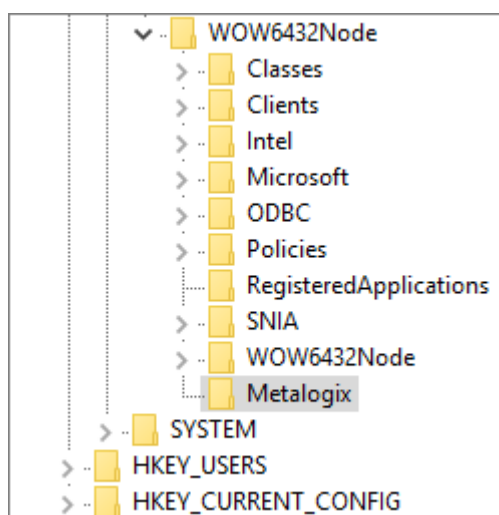 WOW6432Node
Classes
Clients
Intel
Microsoft
ODBC
Policies
RegisteredApplications
SNIA
WOW6432Node
Metalogix
SYSTEM
HKEY_USERS
HKEY_CURRENT_CONFIG